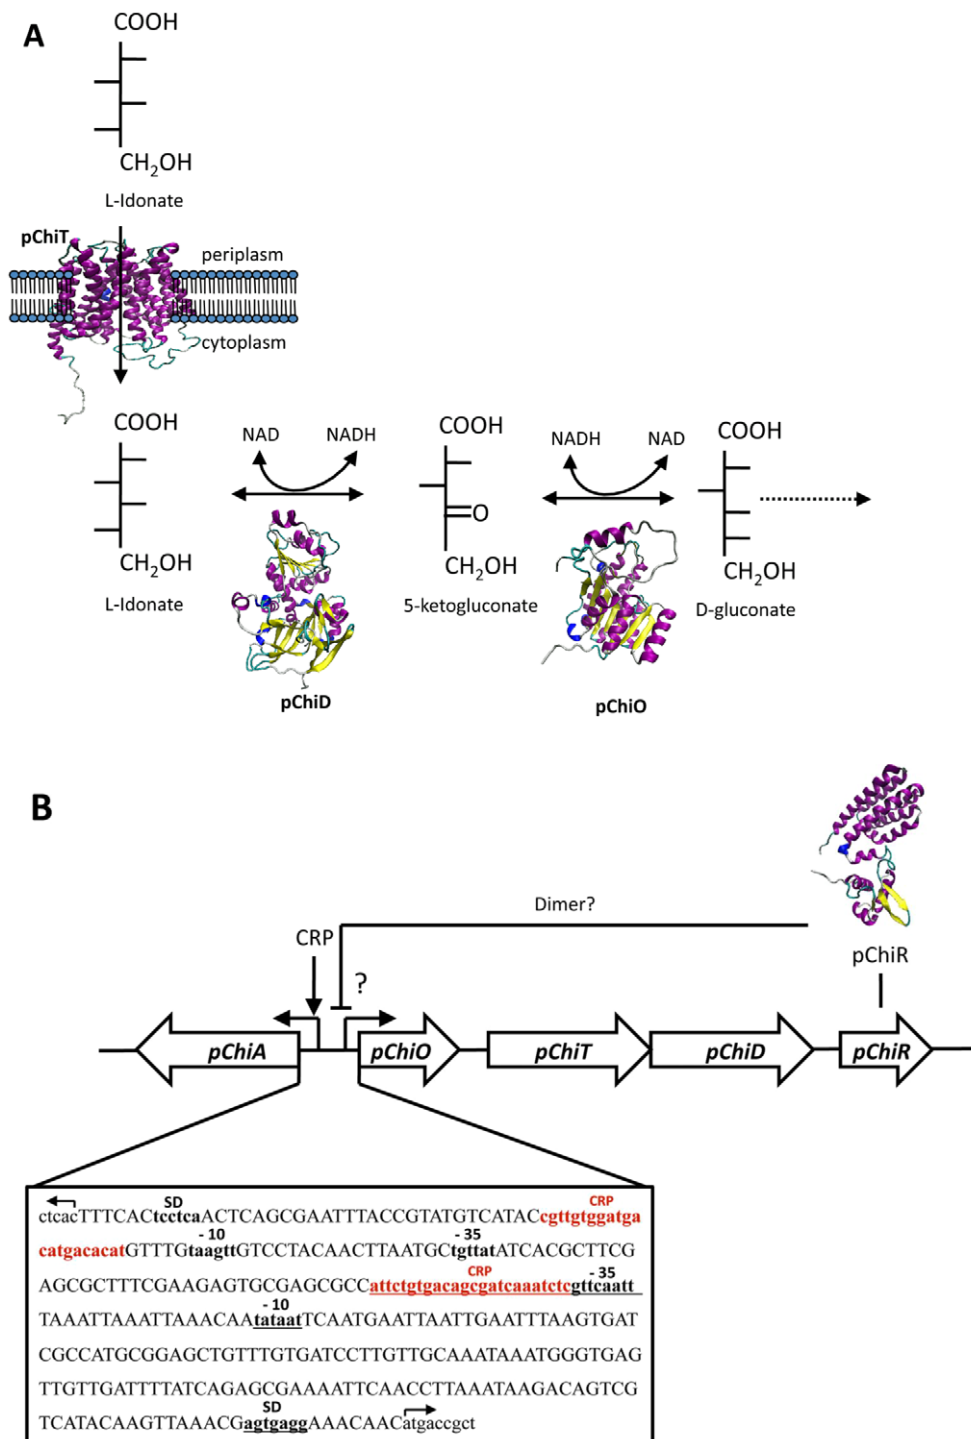 A
COOH
CH2OH
L-Idonate
pChiT
periplasm
cytoplasm
COOH
NAD NADH
COOH
NADH NAD
COOH
O
CH2OH
CH2OH
CH2OH
L-Idonate
5-ketogluconate
D-gluconate
pChiD
pChiO
B
Dimer?
CRP
pChiR
?
pChiA pChiO pChiT pChiD pChiR
SD CRP
ctcacTTTCACtcctcaACTCAGCGAATTTACCGTATGTCATACcgttgtggatga
- 10 - 35
catgacacatGTTTGtaagttGTCCTACAACTTAATGCtgttatATCACGCTTCG
CRP - 35
AGCGCTTTCGAAGAGTGCGAGCGCCattctgtgacagcgatcaaatctcgttcaatt
- 10
TAAATTAAATTAAACAAtataatTCAATGAATTAATTGAATTTAAGTGAT
CGCCATGCGGAGCTGTTTGTGATCCTTGTTGCAAATAAATGGGTGAG
TTGTTGATTTTATCAGAGCGAAAATTCAACCTTAAATAAGACAGTCG
SD
TCATACAAGTTAAACGagtgaggAAACAACatgaccgct